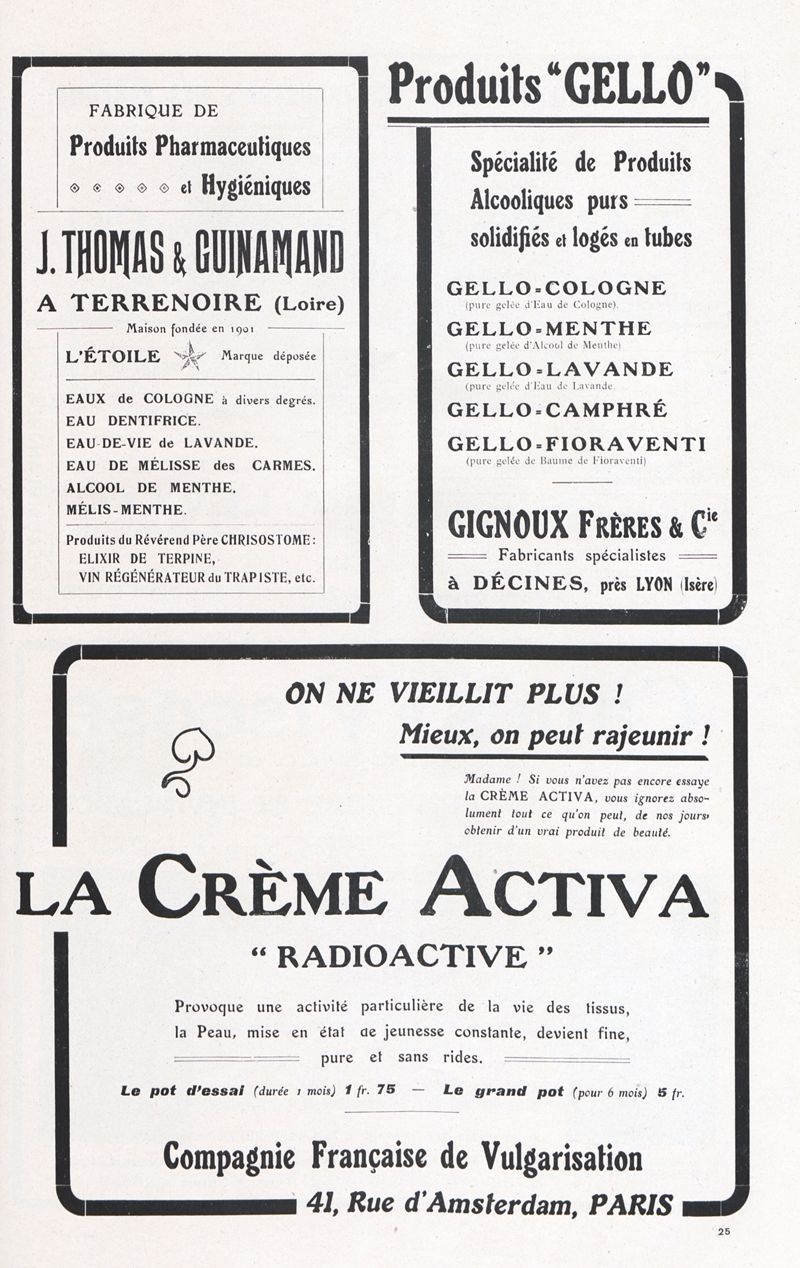 FABRIQUE DE
Produits Pharmaceutiques
et Hygiéniques
J. THOMAS & GUINAMAND
A TERRENOIRE (Loire)
Maison fondée en 1901
L'ÉTOILE Marque déposée
EAUX de COLOGNE à divers degrés.
EAU DENTIFRICE.
EAU-DE-VIE de LAVANDE.
EAU DE MÉLISSE des CARMES.
ALCOOL DE MENTHE.
MÉLIS-MENTHE.
Produits du Révérend Père CHRISOSTOME :
ELIXIR DE TERPINE,
VIN RÉGÉNÉRATEUR du TRAPISTE, etc.
Produits "GELLO"
Spécialité de Produits
Alcooliques purs
solidifiés et logés en tubes
GELLO=COLOGNE
(pure gelée d'Eau de Cologne).
GELLO=MENTHE
(pure gelée d'Alcool de Menthe)
GELLO=LAVANDE
(pure gelée d'Eau de Lavande.
GELLO=CAMPHRÉ
GELLO=FIORAVENTI
(pure gelée de Baume de Fioraventi)
GIGNOUX FRÈRES & Cie
Fabricants spécialistes
à DÉCINES, près LYON (Isère)
ON NE VIEILLIT PLUS !
Mieux, on peut rajeunir !
Madame ! Si vous n'avez pas encore essaye
la CRÈME ACTIVA, vous ignorez abso-
lument tout ce qu'on peut, de nos jours,
obtenir d'un vrai produit de beauté.
LA CRÈME ACTIVA
" RADIOACTIVE "
Provoque une activité particulière de la vie des tissus,
la Peau, mise en état de jeunesse constante, devient fine,
pure et sans rides.
Le pot d'essai (durée 1 mois) 1 fr. 75 — Le grand pot (pour 6 mois) 5 fr.
Compagnie Française de Vulgarisation
41, Rue d'Amsterdam, PARIS
25